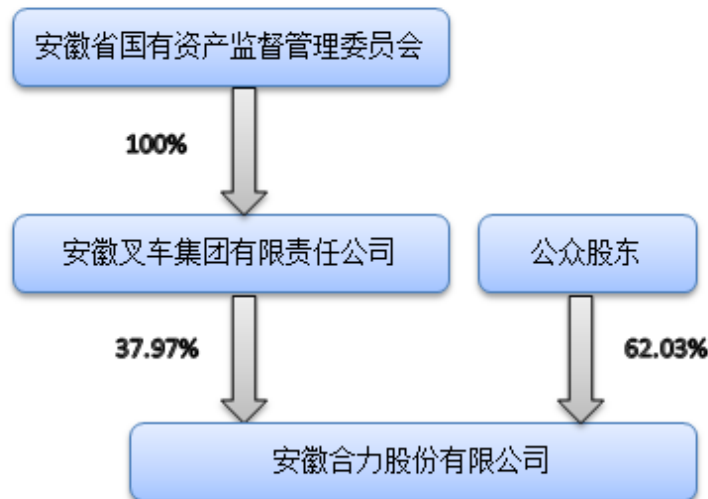 安徽省国有资产监督管理委员会
100%
安徽叉车集团有限责任公司
公众股东
37.97%
62.03%
安徽合力股份有限公司